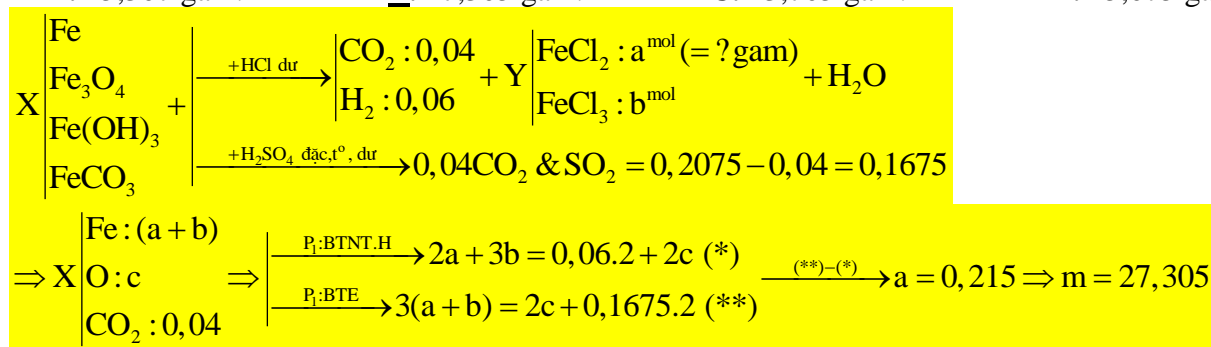 X Fe Fe₃O₄ Fe(OH)₃ FeCO₃ + +HCl dư → CO₂ : 0,04 H₂ : 0,06 + Y FeCl₂ : a^mol (= ? gam) FeCl₃ : b^mol + H₂O
+H₂SO₄ đặc,t°, dư → 0,04CO₂ & SO₂ = 0,2075 − 0,04 = 0,1675
⇒ X Fe : (a + b) O : c CO₂ : 0,04 ⇒ P₁:BTNT.H → 2a + 3b = 0,06.2 + 2c (*)
P₁:BTE → 3(a + b) = 2c + 0,1675.2 (**)
(**)−(*) → a = 0,215 ⇒ m = 27,305